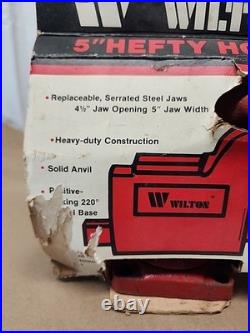 WILTON
5" HEFTY HO
• Replaceable, Serrated Steel Jaws
4½" Jaw Opening 5" Jaw Width
• Heavy-duty Construction
• Solid Anvil
• Positive-
king 220°
l Base
W WILTON